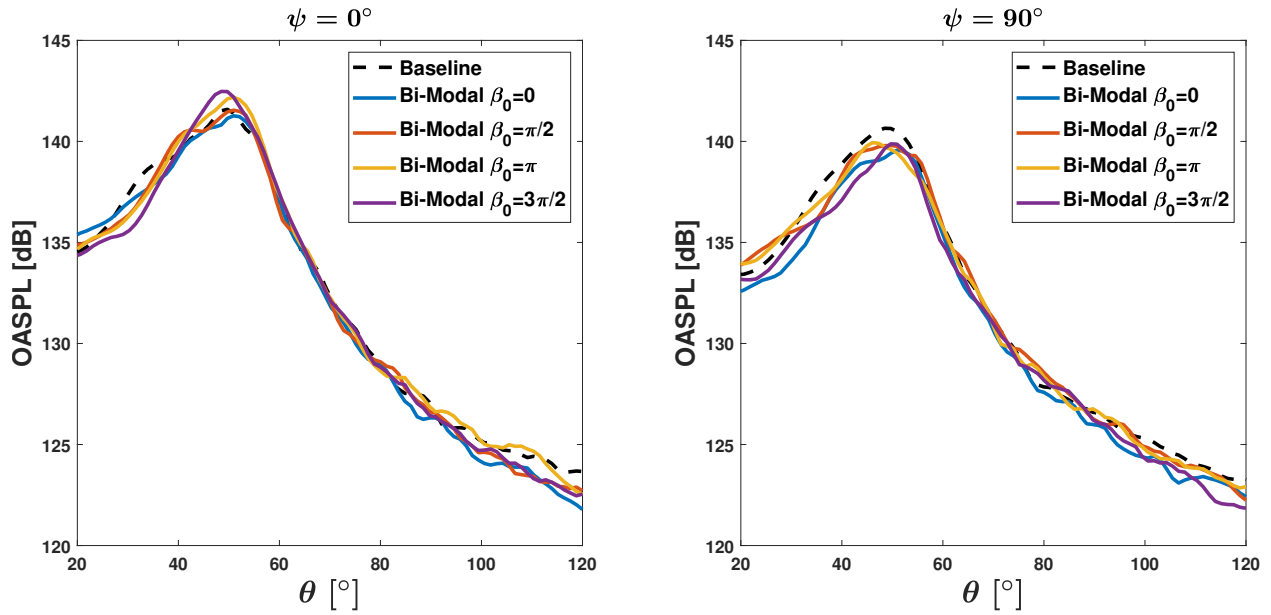 ψ = 0°
145
140
135
130
125
120
OASPL [dB]
Baseline
Bi-Modal β₀=0
Bi-Modal β₀=π/2
Bi-Modal β₀=π
Bi-Modal β₀=3π/2
20 40 60 80 100 120
θ [°]
ψ = 90°
145
140
135
130
125
120
OASPL [dB]
Baseline
Bi-Modal β₀=0
Bi-Modal β₀=π/2
Bi-Modal β₀=π
Bi-Modal β₀=3π/2
20 40 60 80 100 120
θ [°]